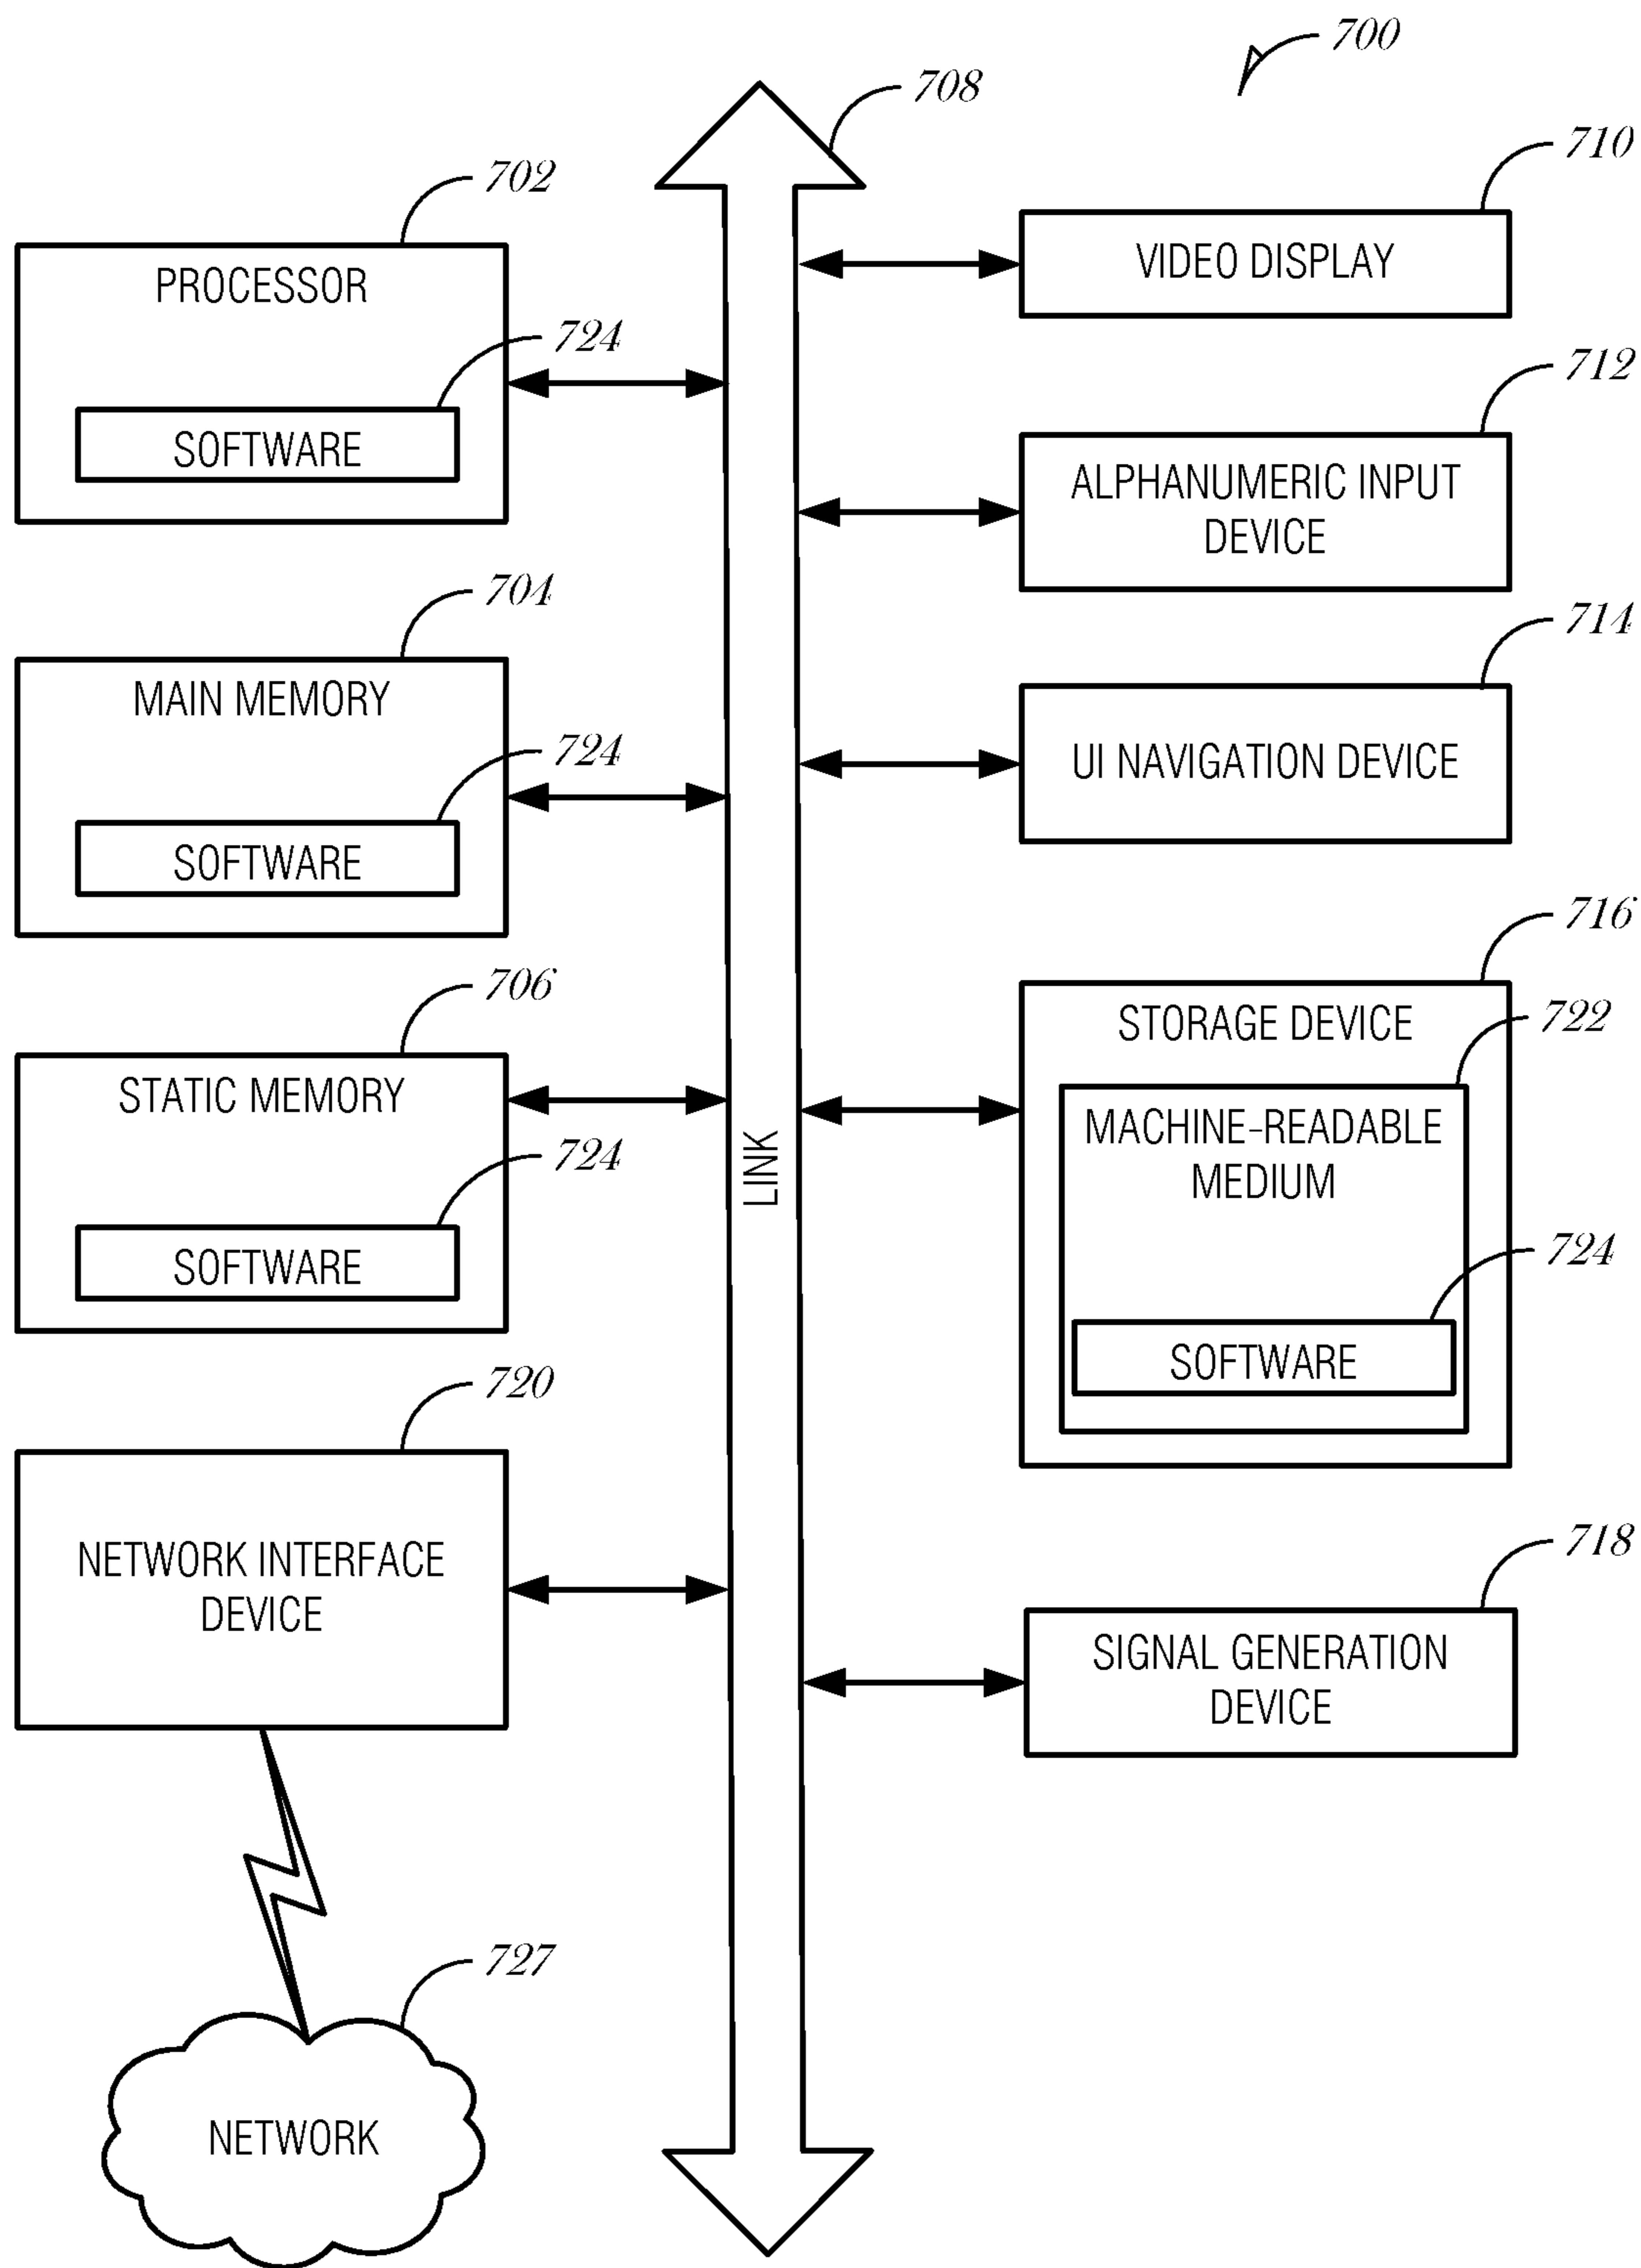 700
708
702
PROCESSOR
724
SOFTWARE
704
MAIN MEMORY
724
SOFTWARE
706
STATIC MEMORY
724
SOFTWARE
720
NETWORK INTERFACE
DEVICE
727
NETWORK
LINK
710
VIDEO DISPLAY
712
ALPHANUMERIC INPUT
DEVICE
714
UI NAVIGATION DEVICE
716
STORAGE DEVICE
722
MACHINE-READABLE
MEDIUM
724
SOFTWARE
718
SIGNAL GENERATION
DEVICE